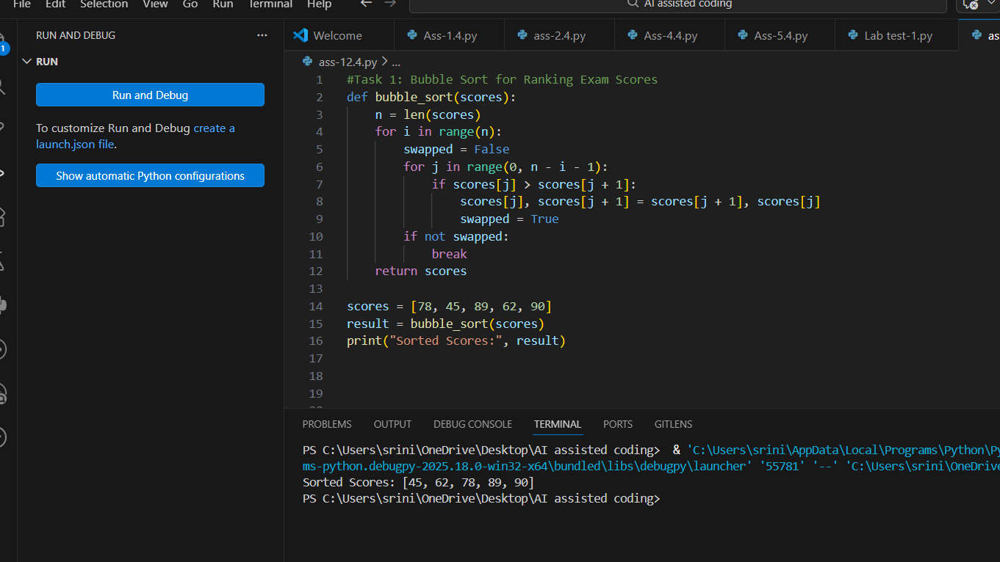 File Edit Selection View Go Run Terminal Help AI assisted coding
RUN AND DEBUG ...
RUN
Run and Debug
To customize Run and Debug create a
launch.json file.
Show automatic Python configurations
1
Welcome Ass-1.4.py ass-2.4.py Ass-4.4.py Ass-5.4.py Lab test-1.py as
ass-12.4.py > ...
1 #Task 1: Bubble Sort for Ranking Exam Scores
2 def bubble_sort(scores):
3 n = len(scores)
4 for i in range(n):
5 swapped = False
6 for j in range(0, n - i - 1):
7 if scores[j] > scores[j + 1]:
8 scores[j], scores[j + 1] = scores[j + 1], scores[j]
9 swapped = True
10 if not swapped:
11 break
12 return scores
13
14 scores = [78, 45, 89, 62, 90]
15 result = bubble_sort(scores)
16 print("Sorted Scores:", result)
17
18
19
PROBLEMS OUTPUT DEBUG CONSOLE TERMINAL PORTS GITLENS
PS C:\Users\srini\OneDrive\Desktop\AI assisted coding> & 'C:\Users\srini\AppData\Local\Programs\Python\Py
ms-python.debugpy-2025.18.0-win32-x64\bundled\libs\debugpy\launcher' '55781' '--' 'C:\Users\srini\OneDrive
Sorted Scores: [45, 62, 78, 89, 90]
PS C:\Users\srini\OneDrive\Desktop\AI assisted coding>